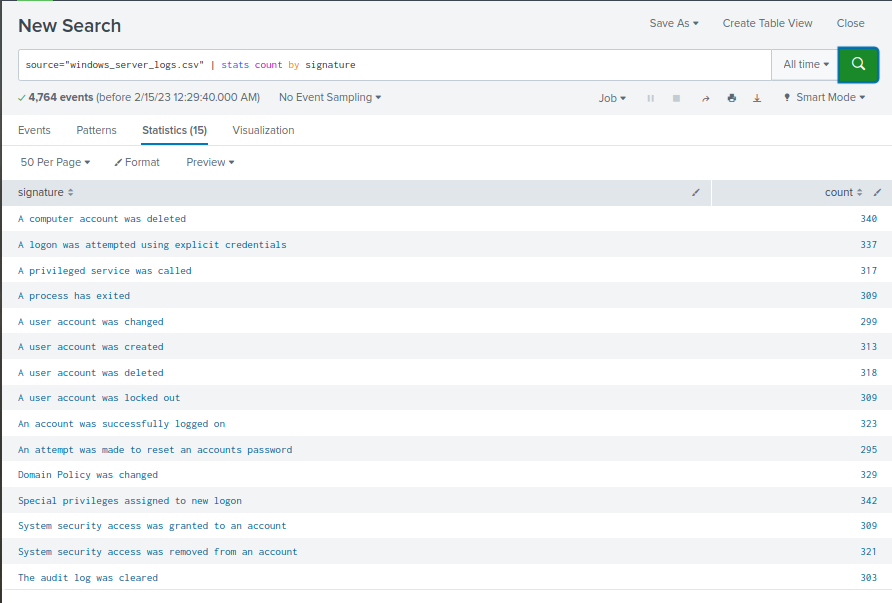 New Search
Save As Create Table View Close
source="windows_server_logs.csv" | stats count by signature
All time
4,764 events (before 2/15/23 12:29:40.000 AM) No Event Sampling
Job Smart Mode
Events Patterns Statistics (15) Visualization
50 Per Page Format Preview
signature count
A computer account was deleted 340
A logon was attempted using explicit credentials 337
A privileged service was called 317
A process has exited 309
A user account was changed 299
A user account was created 313
A user account was deleted 318
A user account was locked out 309
An account was successfully logged on 323
An attempt was made to reset an accounts password 295
Domain Policy was changed 329
Special privileges assigned to new logon 342
System security access was granted to an account 309
System security access was removed from an account 321
The audit log was cleared 303